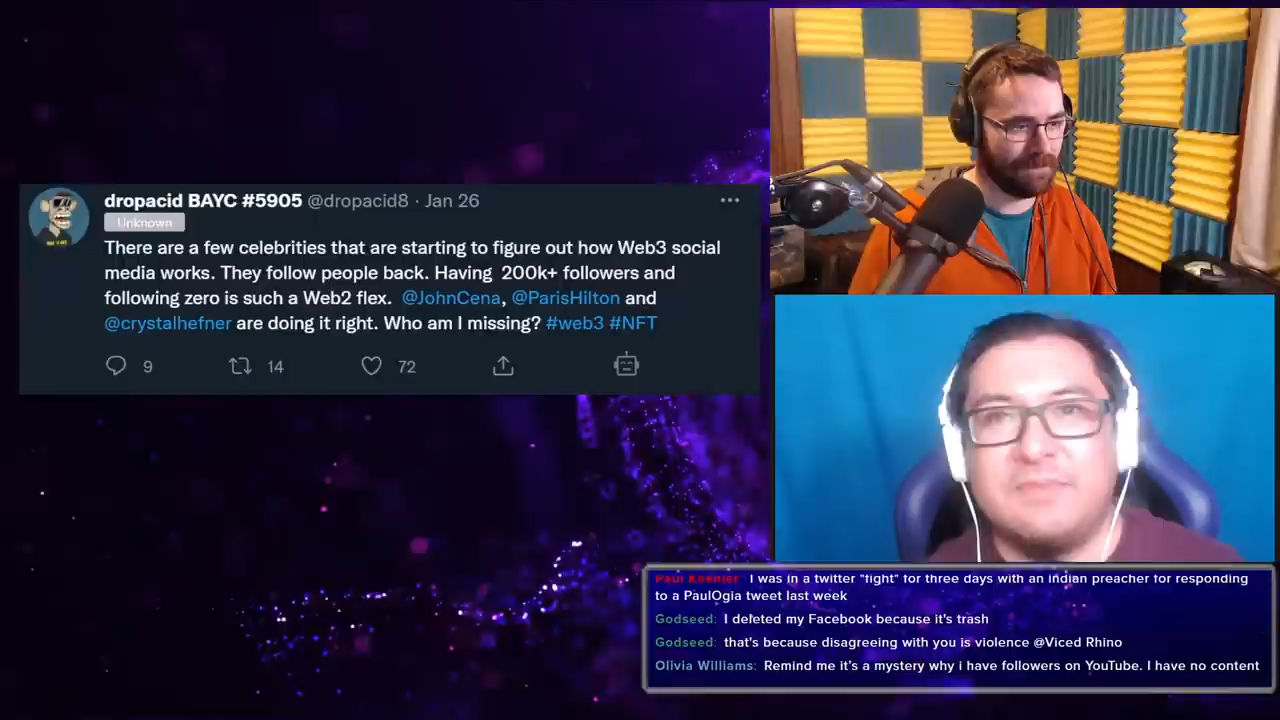 dropacid BAYC #5905 @dropacid8 · Jan 26
Unknown
There are a few celebrities that are starting to figure out how Web3 social
media works. They follow people back. Having 200k+ followers and
following zero is such a Web2 flex. @JohnCena, @ParisHilton and
@crystalhefner are doing it right. Who am I missing? #web3 #NFT
9 14 72
I was in a twitter "fight" for three days with an indian preacher for responding
to a PaulOgia tweet last week
Godseed: I deleted my Facebook because it's trash
Godseed: that's because disagreeing with you is violence @Viced Rhino
Olivia Williams: Remind me it's a mystery why i have followers on YouTube. I have no content